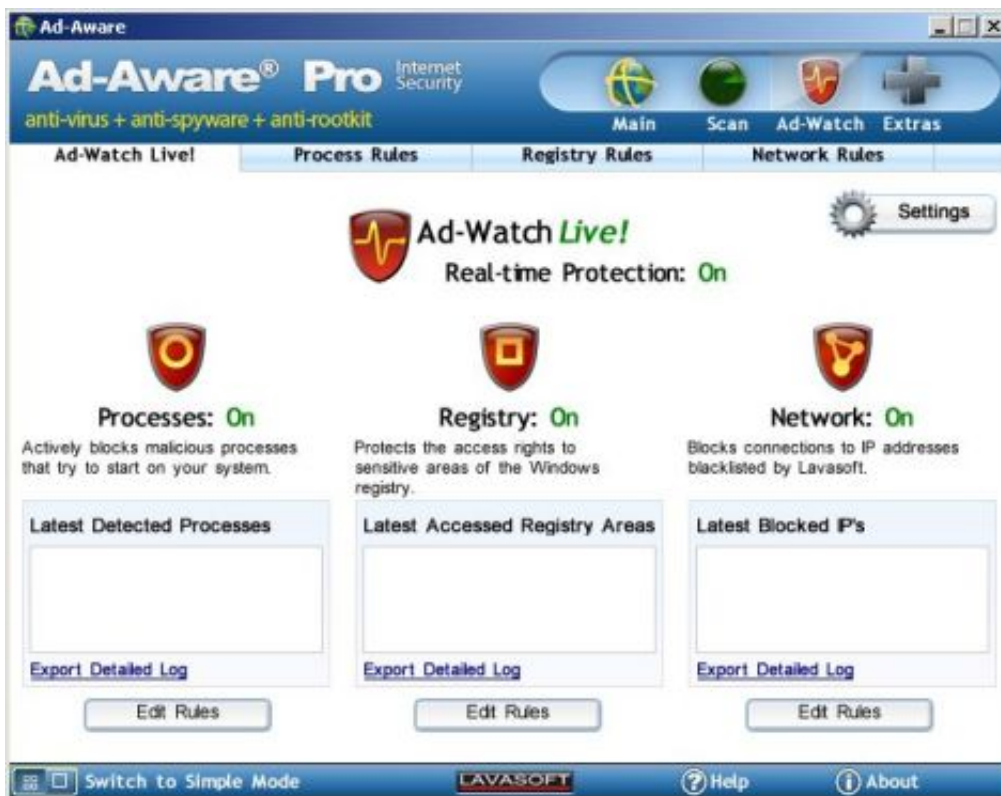 Ad-Aware
Ad-Aware® Pro Internet Security
anti-virus + anti-spyware + anti-rootkit
Main Scan Ad-Watch Extras
Ad-Watch Live! Process Rules Registry Rules Network Rules
Settings
Ad-Watch Live!
Real-time Protection: On
Processes: On
Actively blocks malicious processes
that try to start on your system.
Latest Detected Processes
Export Detailed Log
Edit Rules
Registry: On
Protects the access rights to
sensitive areas of the Windows
registry.
Latest Accessed Registry Areas
Export Detailed Log
Edit Rules
Network: On
Blocks connections to IP addresses
blacklisted by Lavasoft.
Latest Blocked IP's
Export Detailed Log
Edit Rules
Switch to Simple Mode LAVASOFT Help About